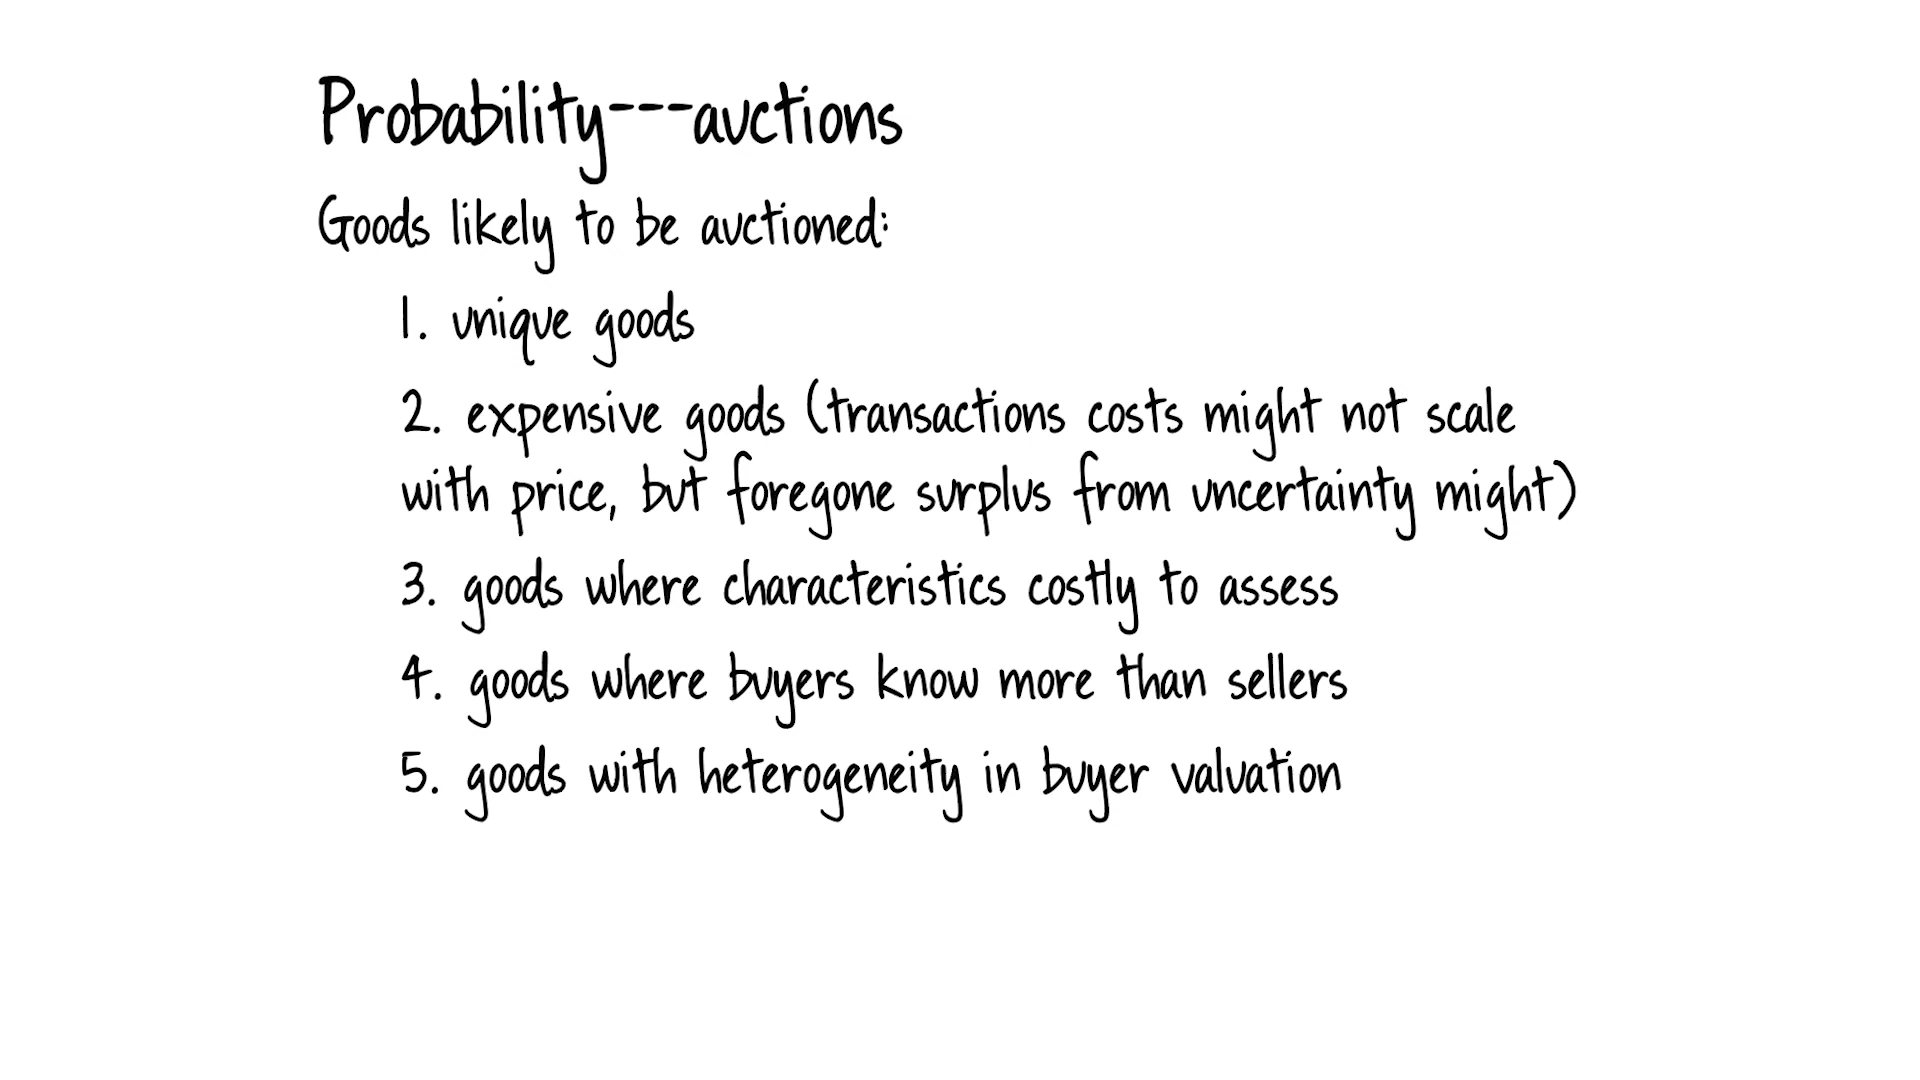 Probability---auctions
Goods likely to be auctioned:
1. unique goods
2. expensive goods (transactions costs might not scale
with price, but foregone surplus from uncertainty might)
3. goods where characteristics costly to assess
4. goods where buyers know more than sellers
5. goods with heterogeneity in buyer valuation